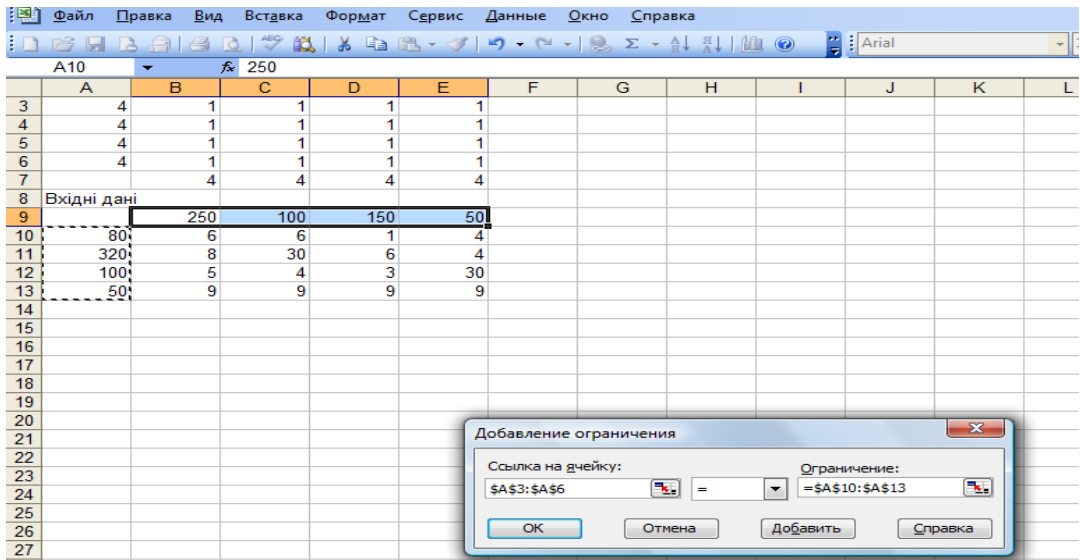 Файл Правка Вид Вставка Формат Сервис Данные Окно Справка
Arial
A10 fx 250
A B C D E F G H I J K L
3 4 1 1 1 1
4 4 1 1 1 1
5 4 1 1 1 1
6 4 1 1 1 1
7 4 4 4 4
8 Вхідні дані
9 250 100 150 50
10 80 6 6 1 4
11 320 8 30 6 4
12 100 5 4 3 30
13 50 9 9 9 9
14
15
16
17
18
19
20
21
22
23
24
25
26
27
Добавление ограничения
Ссылка на ячейку: Ограничение:
$A$3:$A$6 = =$A$10:$A$13
OK Отмена Добавить Справка